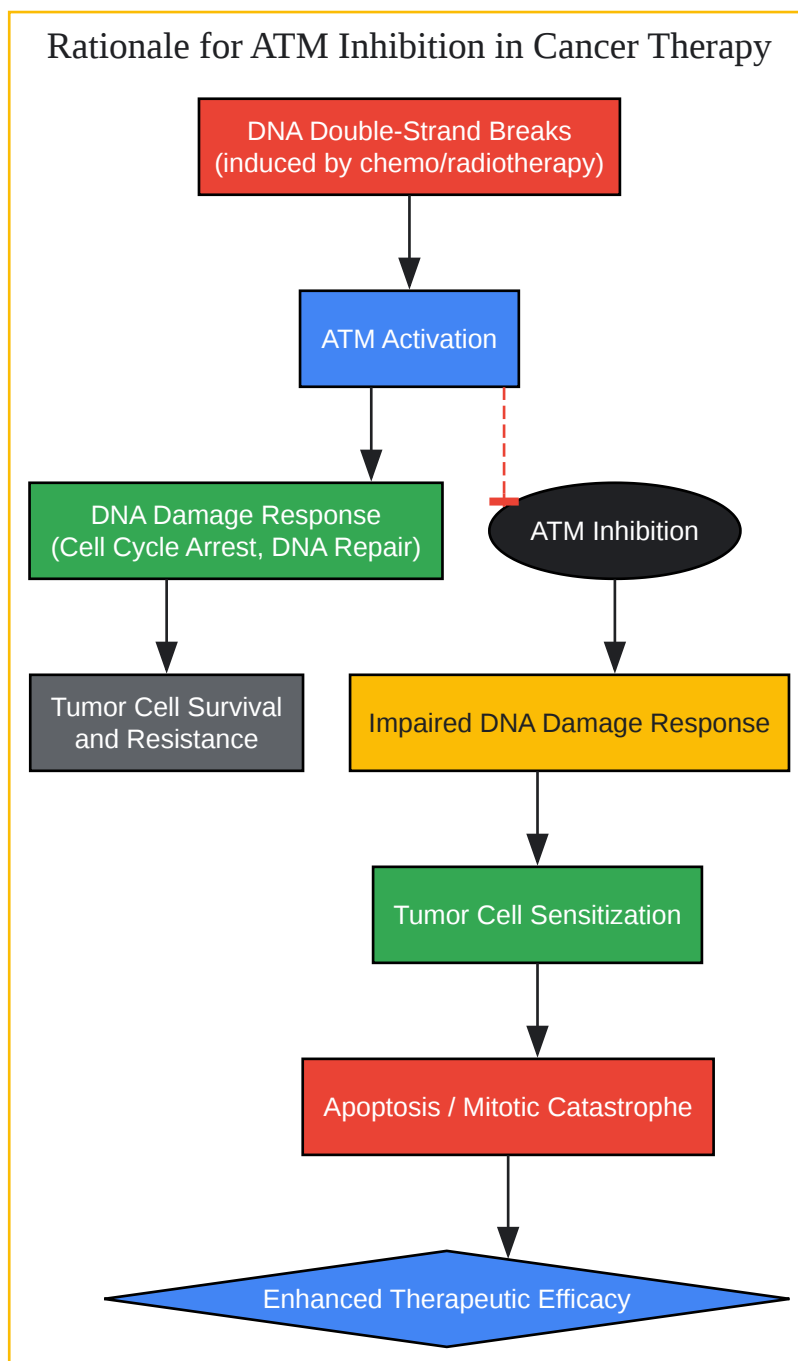 Rationale for ATM Inhibition in Cancer Therapy
DNA Double-Strand Breaks
(induced by chemo/radiotherapy)
ATM Activation
DNA Damage Response
(Cell Cycle Arrest, DNA Repair)
ATM Inhibition
Tumor Cell Survival
and Resistance
Impaired DNA Damage Response
Tumor Cell Sensitization
Apoptosis / Mitotic Catastrophe
Enhanced Therapeutic Efficacy